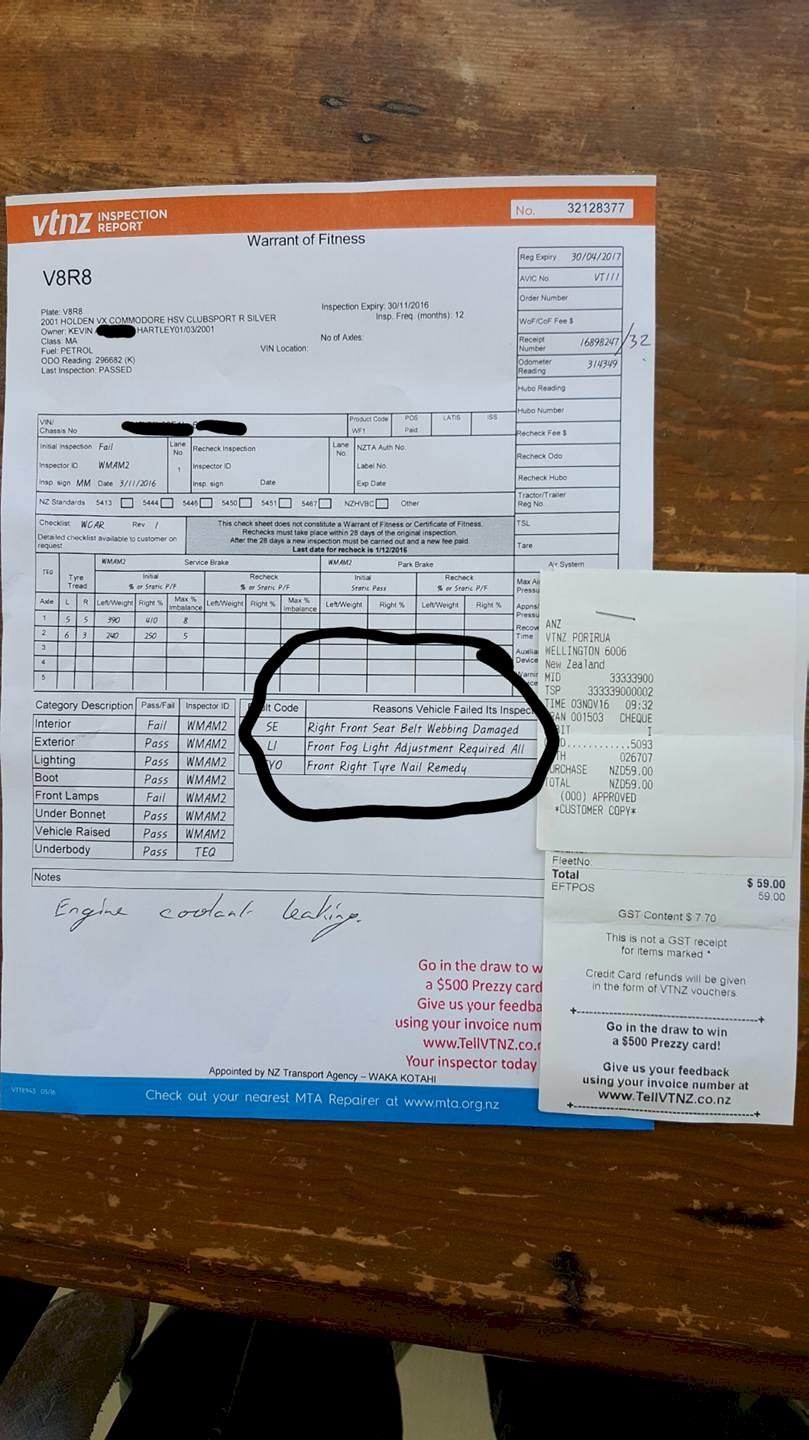 vtnz INSPECTION
REPORT
No. 32128377
Warrant of Fitness
V8R8
Plate: V8R8
2001 HOLDEN VX COMMODORE HSV CLUBSPORT R SILVER
Owner: KEVIN HARTLEY01/03/2001
Class: MA
Fuel: PETROL
ODO Reading: 296682 (K)
Last Inspection: PASSED
Inspection Expiry: 30/11/2016
Insp. Freq. (months): 12
No of Axles:
VIN Location:
Reg Expiry 30/04/2017
AVIC No. VT111
Order Number
WoF/CoF Fee $
Receipt Number 16898247/32
Odometer Reading 314349
Hubo Reading
Hubo Number
Recheck Fee $
Recheck Odo
Recheck Hubo
Tractor/Trailer Reg No.
TSL
Tare
Air System
VIN/
Chassis No
Product Code WF1
POS Paid
LATIS
ISS
Initial Inspection Fail
Lane No 1
Recheck Inspection
Lane No.
NZTA Auth No.
Inspector ID WMAM2
Inspector ID
Label No.
Insp. sign MM Date 3/11/2016
Insp. sign Date
Exp Date
NZ Standards 5413 5444 5446 5450 5451 5467 NZHVBC Other
Checklist WCAR Rev 1
Detailed checklist available to customer on
request
This check sheet does not constitute a Warrant of Fitness or Certificate of Fitness.
Rechecks must take place within 28 days of the original inspection.
After the 28 days a new inspection must be carried out and a new fee paid.
Last date for recheck is 1/12/2016
TEQ WMAM2 Service Brake WMAM2 Park Brake
Tyre Tread
Initial % or Static P/F
Recheck % or Static P/F
Initial Static Pass
Recheck % or Static P/F
Axle L R Left/Weight Right % Max % Imbalance Left/Weight Right % Max % Imbalance Left/Weight Right % Left/Weight Right %
1 5 5 390 410 8
2 6 3 240 250 5
3
4
5
Category Description Pass/Fail Inspector ID
Interior Fail WMAM2
Exterior Pass WMAM2
Lighting Pass WMAM2
Boot Pass WMAM2
Front Lamps Fail WMAM2
Under Bonnet Pass WMAM2
Vehicle Raised Pass WMAM2
Underbody Pass TEQ
Code Reasons Vehicle Failed Its Inspec
SE Right Front Seat Belt Webbing Damaged
LI Front Fog Light Adjustment Required All
YO Front Right Tyre Nail Remedy
Notes
Engine coolant leaking.
Go in the draw to w
a $500 Prezzy card
Give us your feedba
using your invoice num
www.TellVTNZ.co.
Your inspector today
Appointed by NZ Transport Agency – WAKA KOTAHI
VTTE943 05/16
Check out your nearest MTA Repairer at www.mta.org.nz
ANZ
VTNZ PORIRUA
WELLINGTON 6006
New Zealand
MID 33333900
TSP 333339000002
TIME 03NOV16 09:32
RAN 001503 CHEQUE
IT I
D...........5093
TH 026707
URCHASE NZD59.00
TOTAL NZD59.00
(000) APPROVED
*CUSTOMER COPY*
FleetNo:
Total $ 59.00
EFTPOS 59.00
GST Content $ 7.70
This is not a GST receipt
for items marked *
Credit Card refunds will be given
in the form of VTNZ vouchers
Go in the draw to win
a $500 Prezzy card!
Give us your feedback
using your invoice number at
www.TellVTNZ.co.nz